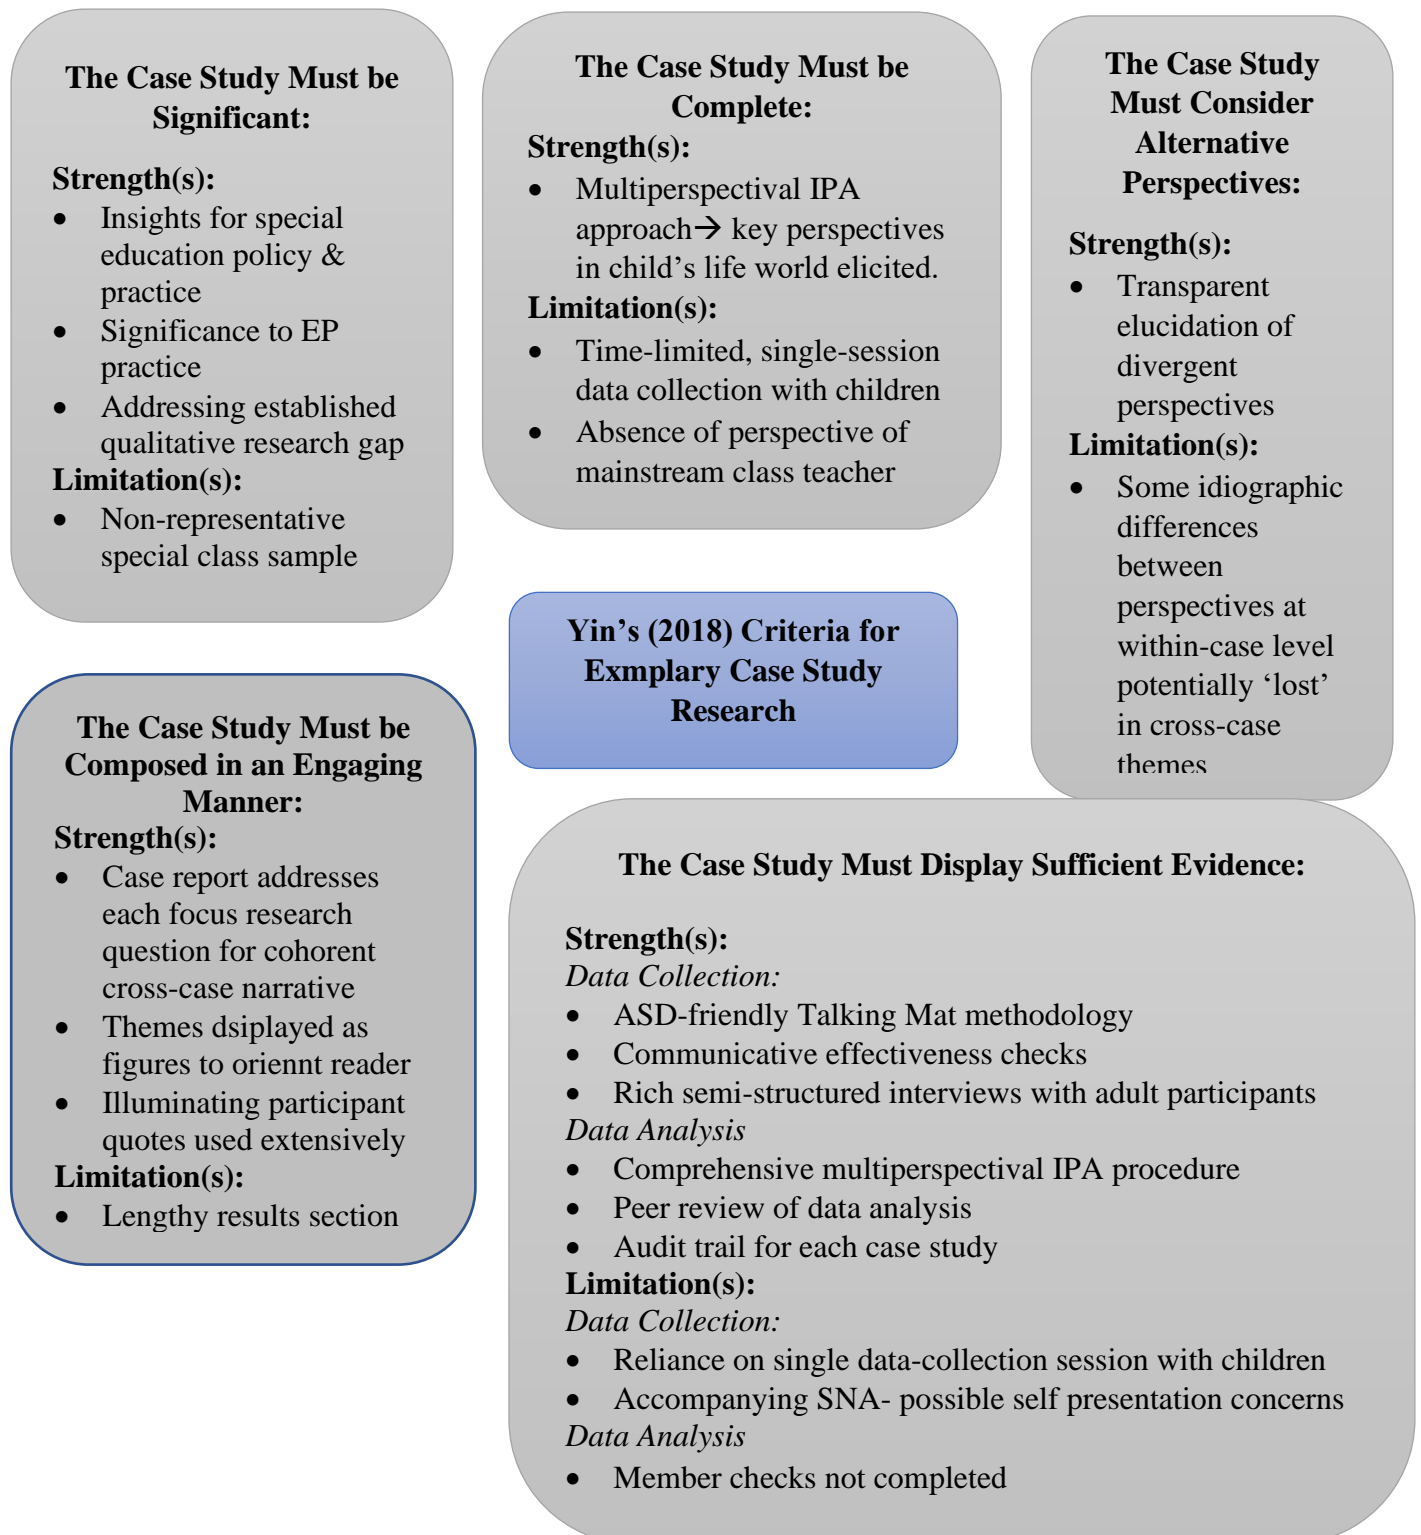 The Case Study Must be
Significant:
Strength(s):
• Insights for special
education policy &
practice
• Significance to EP
practice
• Addressing established
qualitative research gap
Limitation(s):
• Non-representative
special class sample
The Case Study Must be
Complete:
Strength(s):
• Multiperspectival IPA
approach→ key perspectives
in child's life world elicited.
Limitation(s):
• Time-limited, single-session
data collection with children
• Absence of perspective of
mainstream class teacher
The Case Study
Must Consider
Alternative
Perspectives:
Strength(s):
• Transparent
elucidation of
divergent
perspectives
Limitation(s):
• Some idiographic
differences
between
perspectives at
within-case level
potentially ‘lost’
in cross-case
themes
Yin’s (2018) Criteria for
Exmplary Case Study
Research
The Case Study Must be
Composed in an Engaging
Manner:
Strength(s):
• Case report addresses
each focus research
question for cohorent
cross-case narrative
• Themes dsiplayed as
figures to oriennt reader
• Illuminating participant
quotes used extensively
Limitation(s):
• Lengthy results section
The Case Study Must Display Sufficient Evidence:
Strength(s):
Data Collection:
• ASD-friendly Talking Mat methodology
• Communicative effectiveness checks
• Rich semi-structured interviews with adult participants
Data Analysis
• Comprehensive multiperspectival IPA procedure
• Peer review of data analysis
• Audit trail for each case study
Limitation(s):
Data Collection:
• Reliance on single data-collection session with children
• Accompanying SNA- possible self presentation concerns
Data Analysis
• Member checks not completed